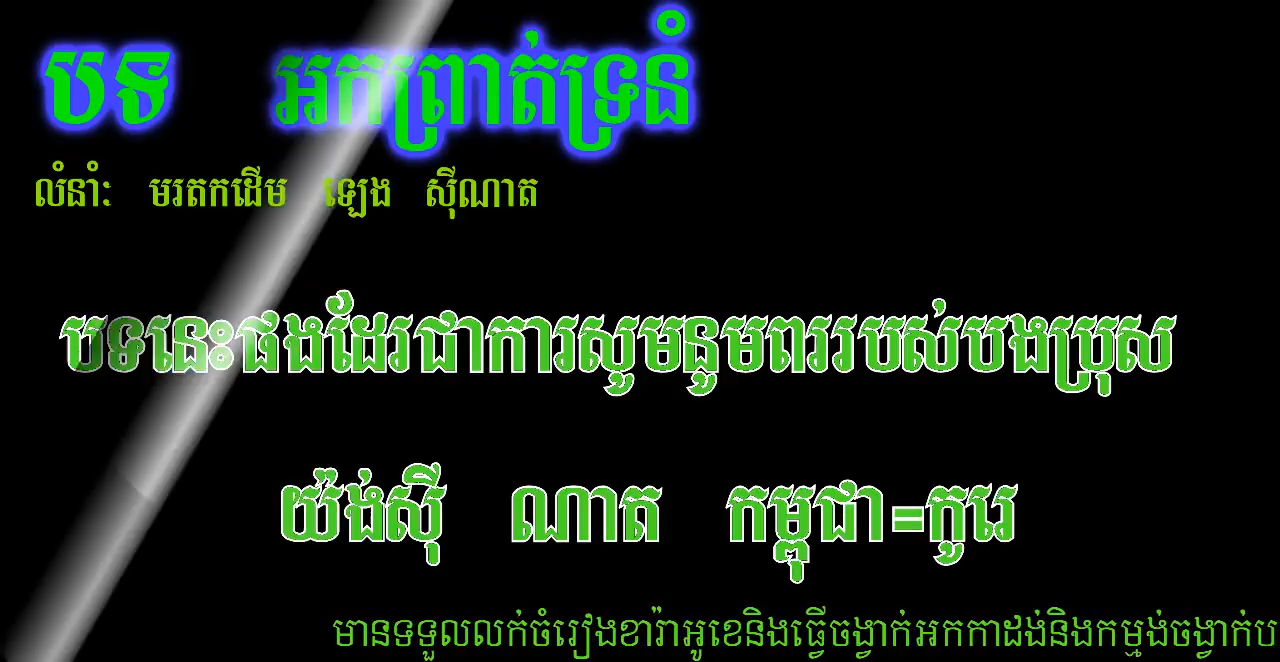 បទ អកព្រាត់ទ្រនំ
លំនាំ: មរតកដើម ឡេង ស៊ីណាត
បទនេះផងដែរជាការសូមនូមពររបស់បងប្រុស
យ៉ង់ស៊ី ណាត កម្ពុជា=កូរេ
មានទទួលលក់ចំរៀងខារ៉ាអូខេនិងធ្វើចង្វាក់អកកាដង់និងកម្មង់ចង្វាក់ប